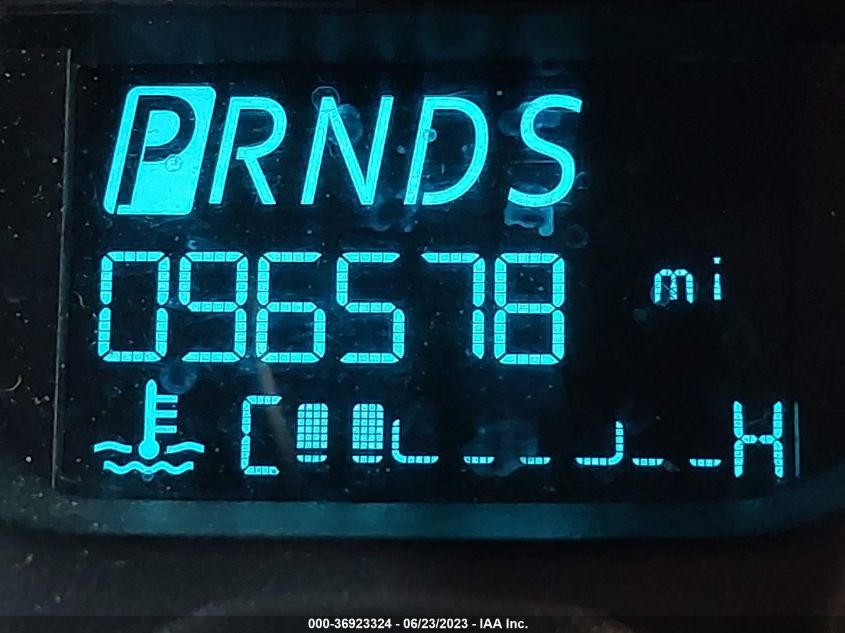 PRNDS
096578 mi
C H
000-36923324 - 06/23/2023 - IAA Inc.